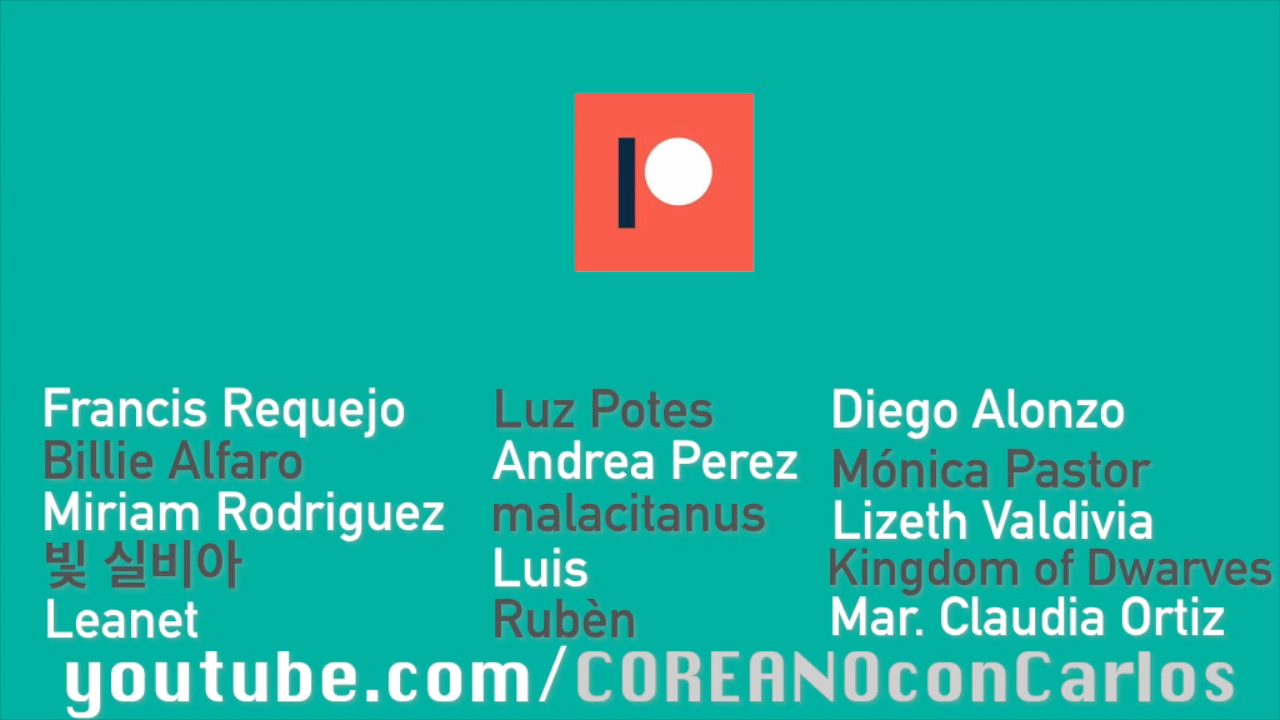 Francis Requejo
Billie Alfaro
Miriam Rodriguez
빛 실비아
Leanet
Luz Potes
Andrea Perez
malacitanus
Luis
Rubèn
Diego Alonzo
Mónica Pastor
Lizeth Valdivia
Kingdom of Dwarves
Mar. Claudia Ortiz
youtube.com/COREANOconCarlos